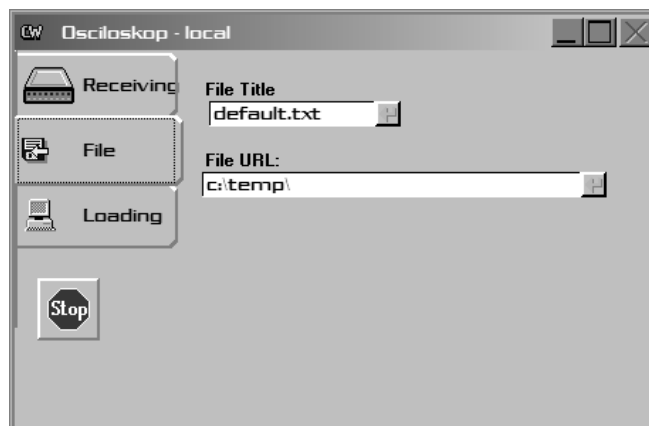 CW Osciloskop - local
Receiving
File Title
default.txt
File
File URL:
c:\temp\
Loading
Stop